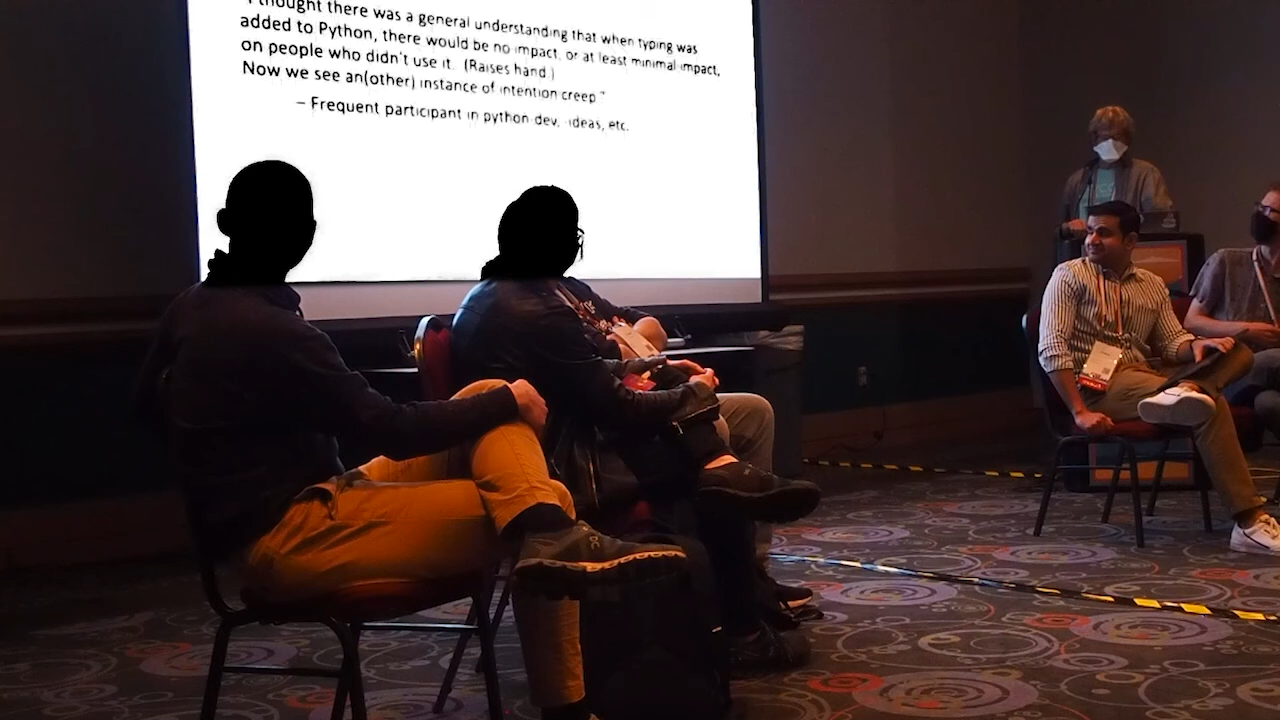 "I thought there was a general understanding that when typing was
added to Python, there would be no impact, or at least minimal impact,
on people who didn't use it. (Raises hand.)
Now we see an(other) instance of intention creep."
– Frequent participant in python-dev, -ideas, etc.